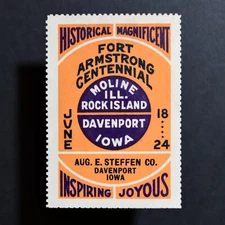 HISTORICAL MAGNIFICENT
FORT
ARMSTRONG
CENTENNIAL
MOLINE
ILL.
ROCK ISLAND
DAVENPORT
IOWA
JUNE
18
.....
24
AUG. E. STEFFEN CO.
DAVENPORT
IOWA
INSPIRING JOYOUS